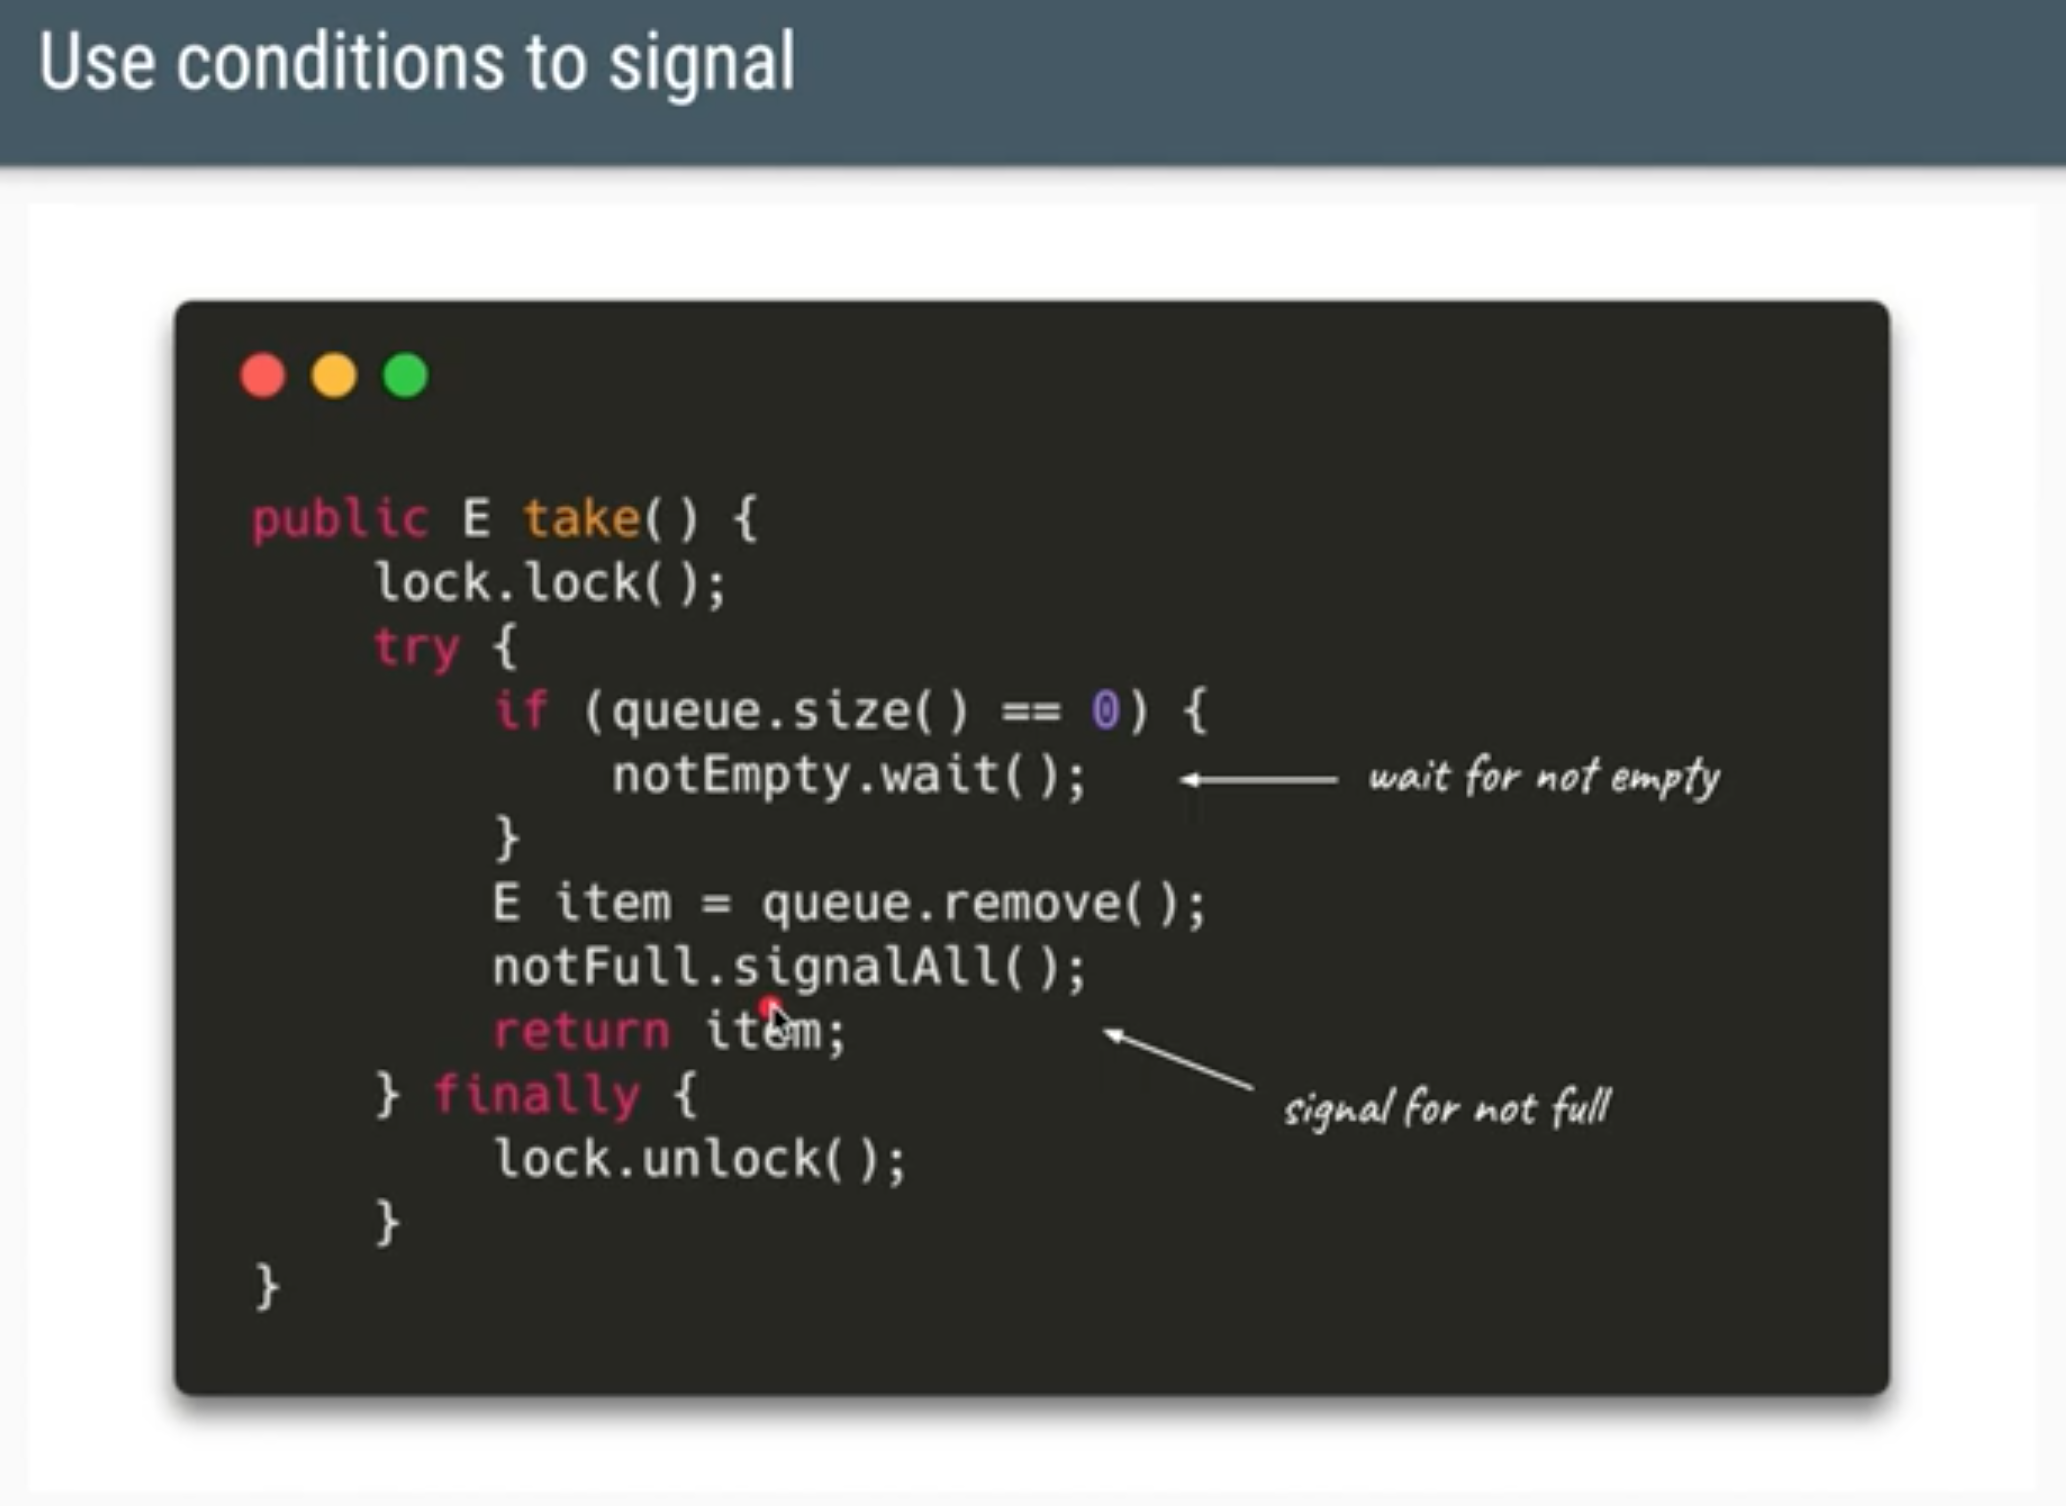 Use conditions to signal
public E take() {
lock.lock();
try {
if (queue.size() == 0) {
notEmpty.wait(); wait for not empty
}
E item = queue.remove();
notFull.signalAll();
return item;
signal for not full
} finally {
lock.unlock();
}
}